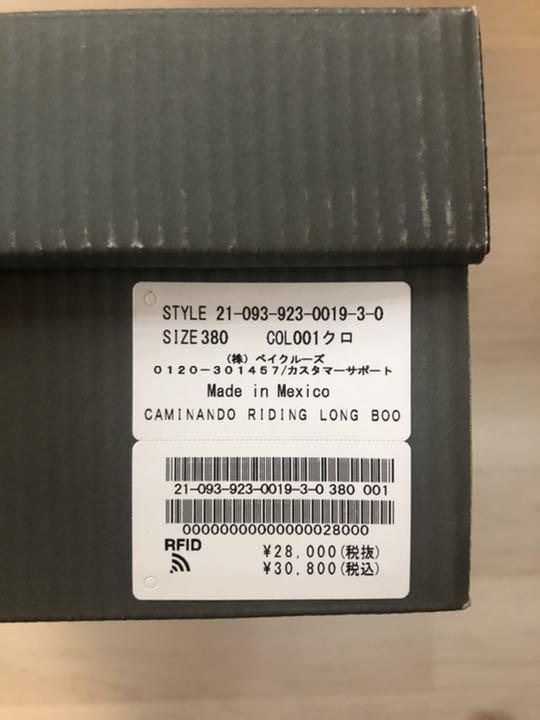 STYLE 21-093-923-0019-3-0
SIZE380 COL001クロ
(株) ベイクルーズ
0120-301457/カスタマーサポート
Made in Mexico
CAMINANDO RIDING LONG BOO
21-093-923-0019-3-0 380 001
00000000000000028000
RFID
¥28,000(税抜)
¥30,800(税込)